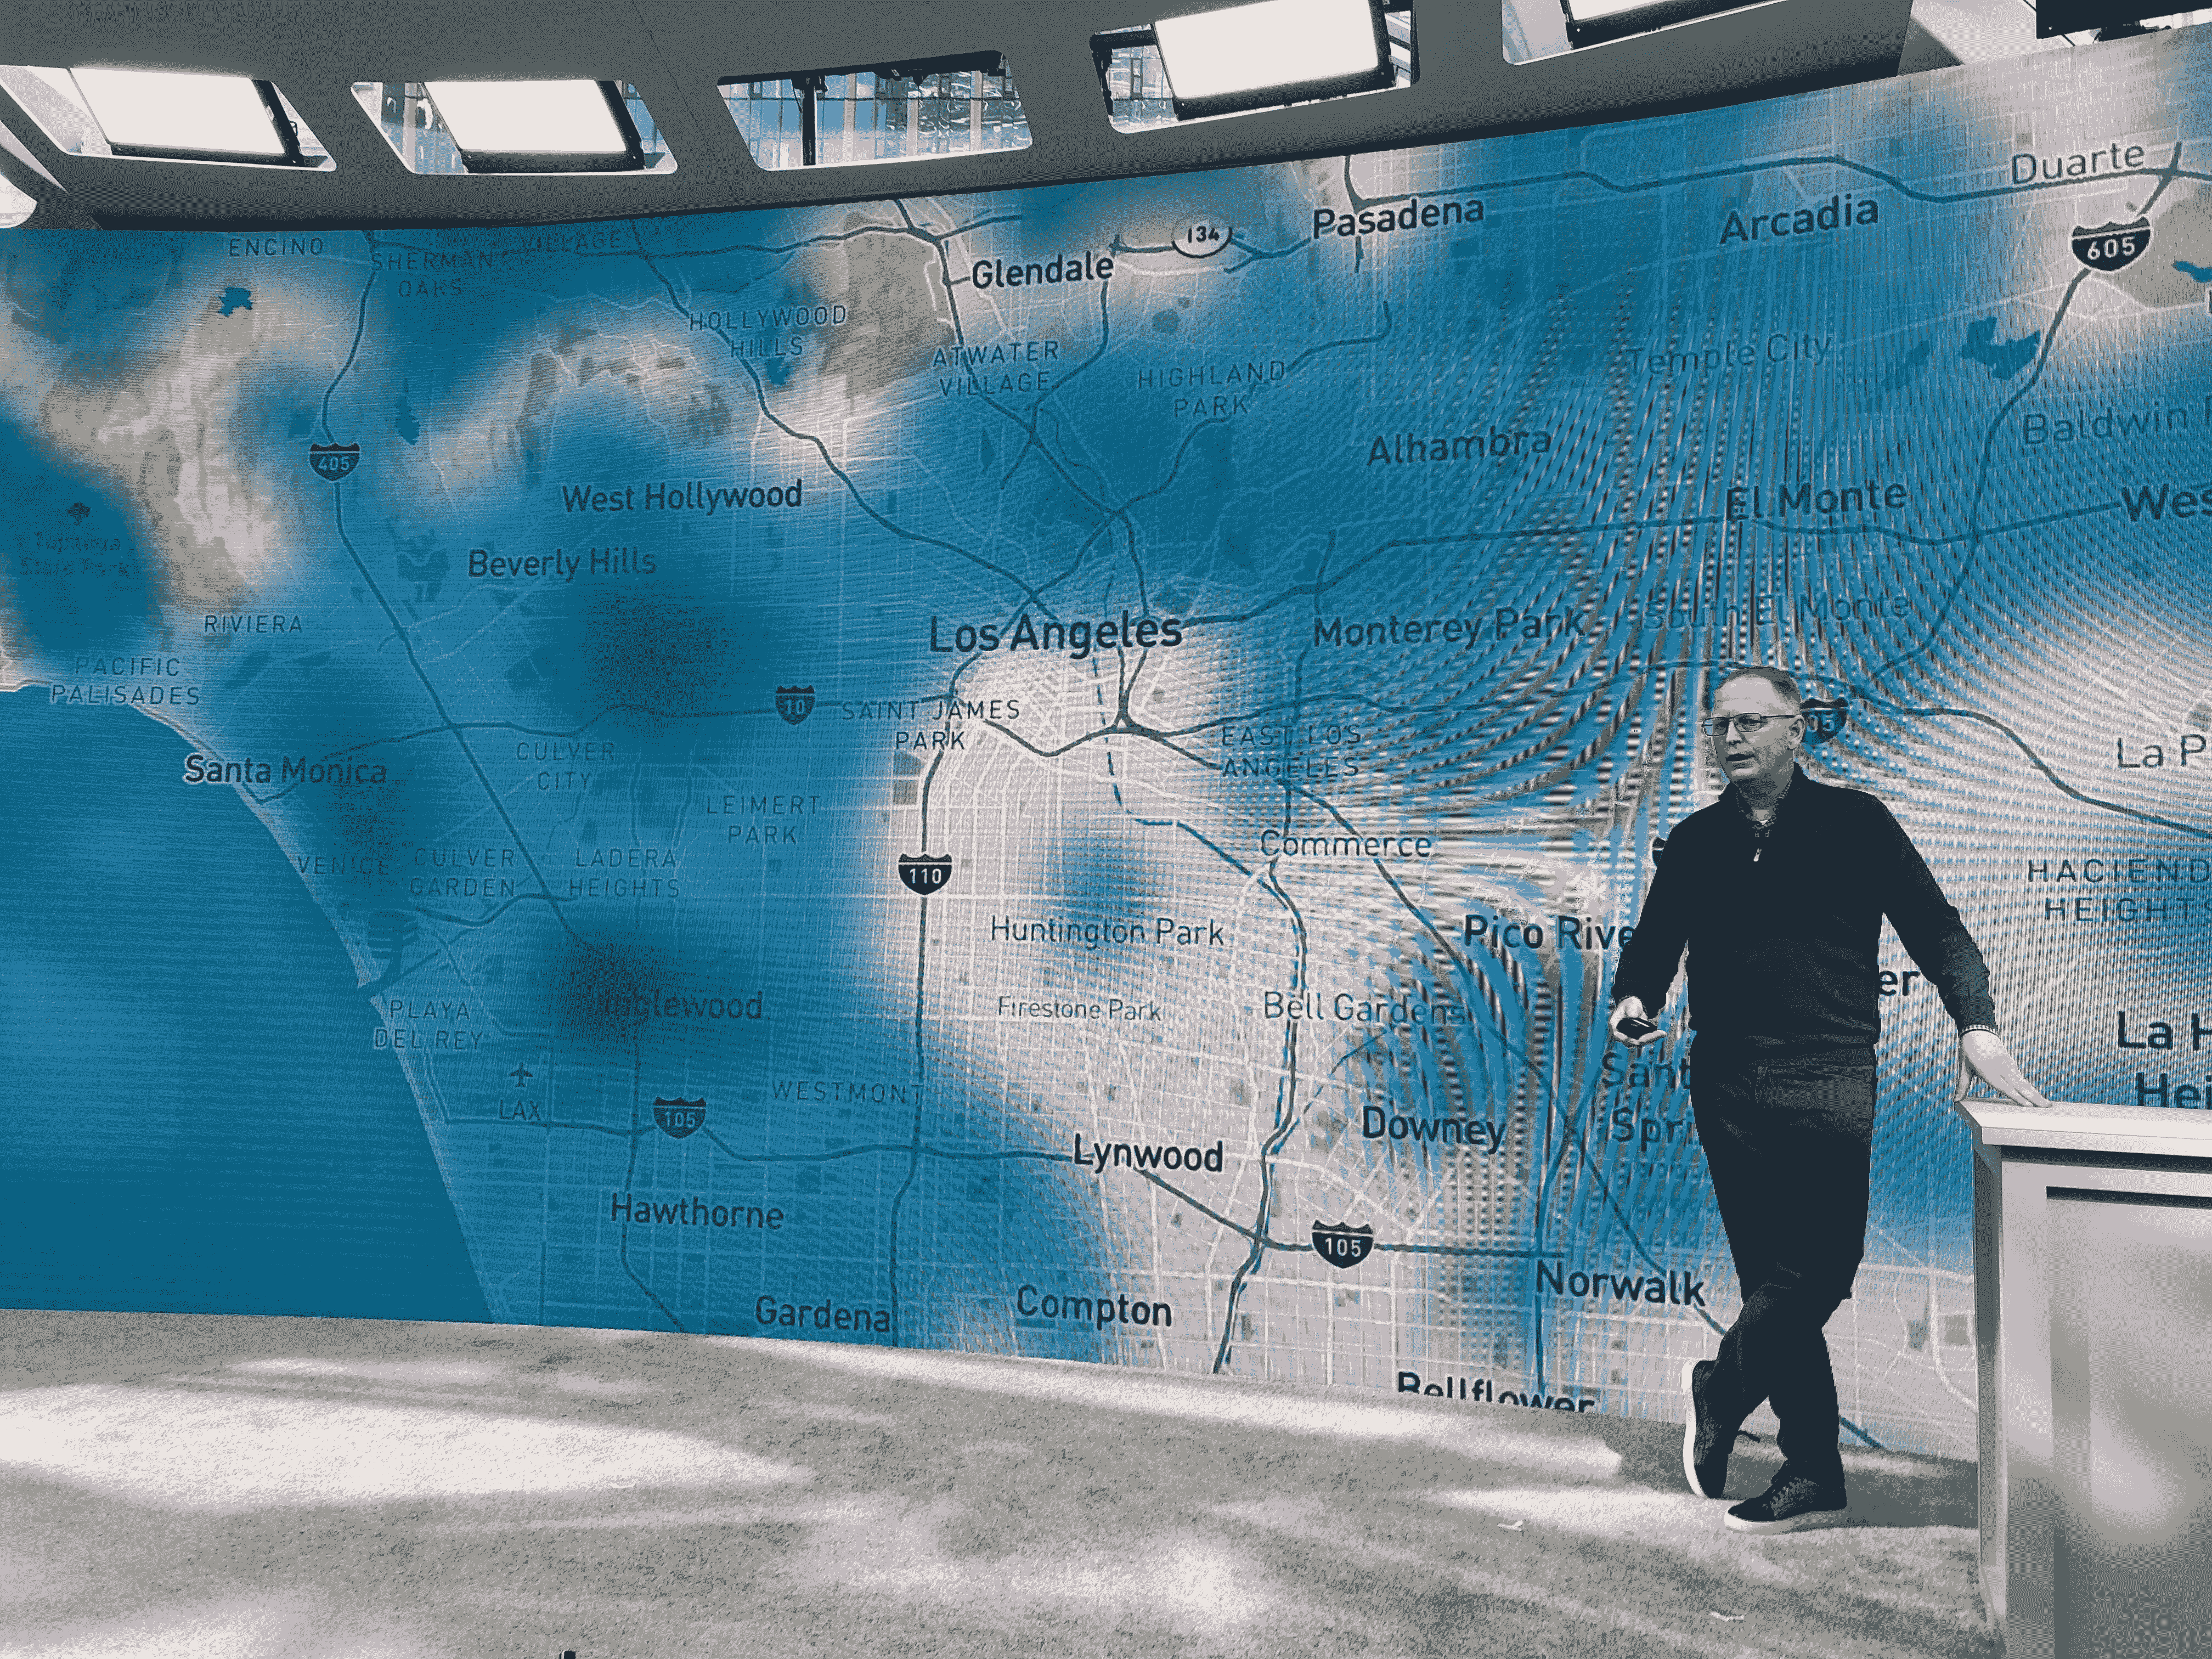 Duarte
134
Pasadena
Arcadia
605
ENCINO
SHERMAN
OAKS
VILLAGE
Glendale
HOLLYWOOD
HILLS
ATWATER
VILLAGE
HIGHLAND
PARK
Temple City
Baldwin
405
Alhambra
West Hollywood
El Monte
Wes
Topanga
State Park
Beverly Hills
RIVIERA
Los Angeles
Monterey Park
South El Monte
PACIFIC
PALISADES
10
SAINT JAMES
PARK
05
EAST LOS
ANGELES
Santa Monica
CULVER
CITY
La P
LEIMERT
PARK
Commerce
VENICE
CULVER
GARDEN
LADERA
HEIGHTS
110
HACIEND
HEIGHTS
Huntington Park
Pico Rive
er
Inglewood
Firestone Park
Bell Gardens
PLAYA
DEL REY
La H
Hei
Sant
Spri
LAX
105
WESTMONT
Downey
Lynwood
Hawthorne
105
Norwalk
Gardena
Compton
Bellflower